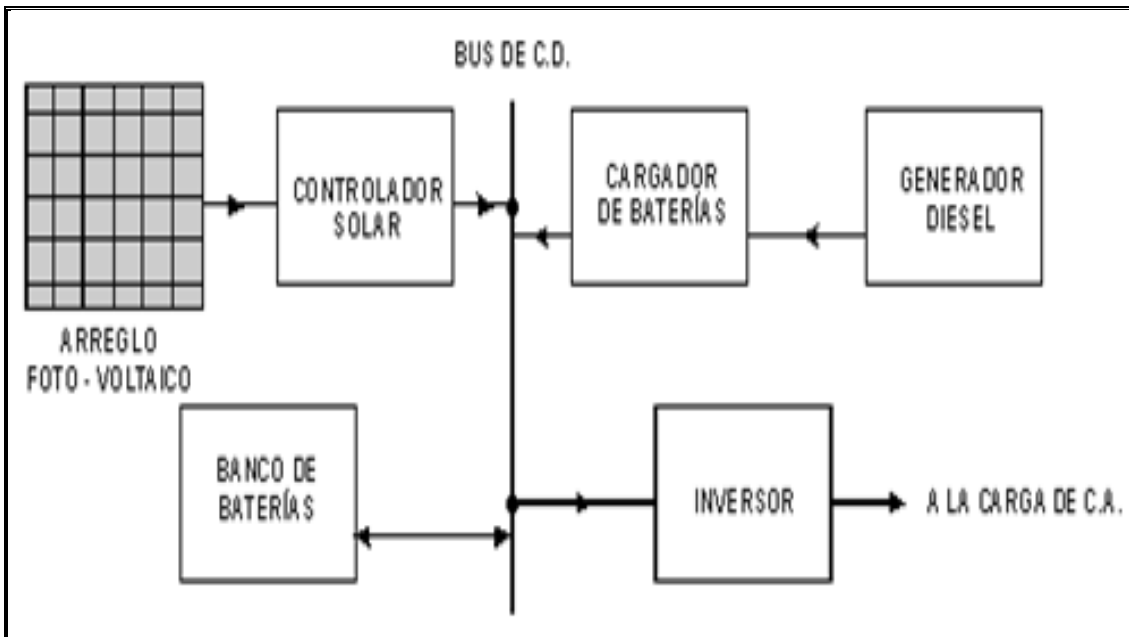 BUS DE C.D.
CONTROLADOR
SOLAR
CARGADOR
DE BATERÍAS
GENERADOR
DIESEL
ARREGLO
FOTO - VOLTAICO
BANCO DE
BATERÍAS
INVERSOR
A LA CARGA DE C.A.